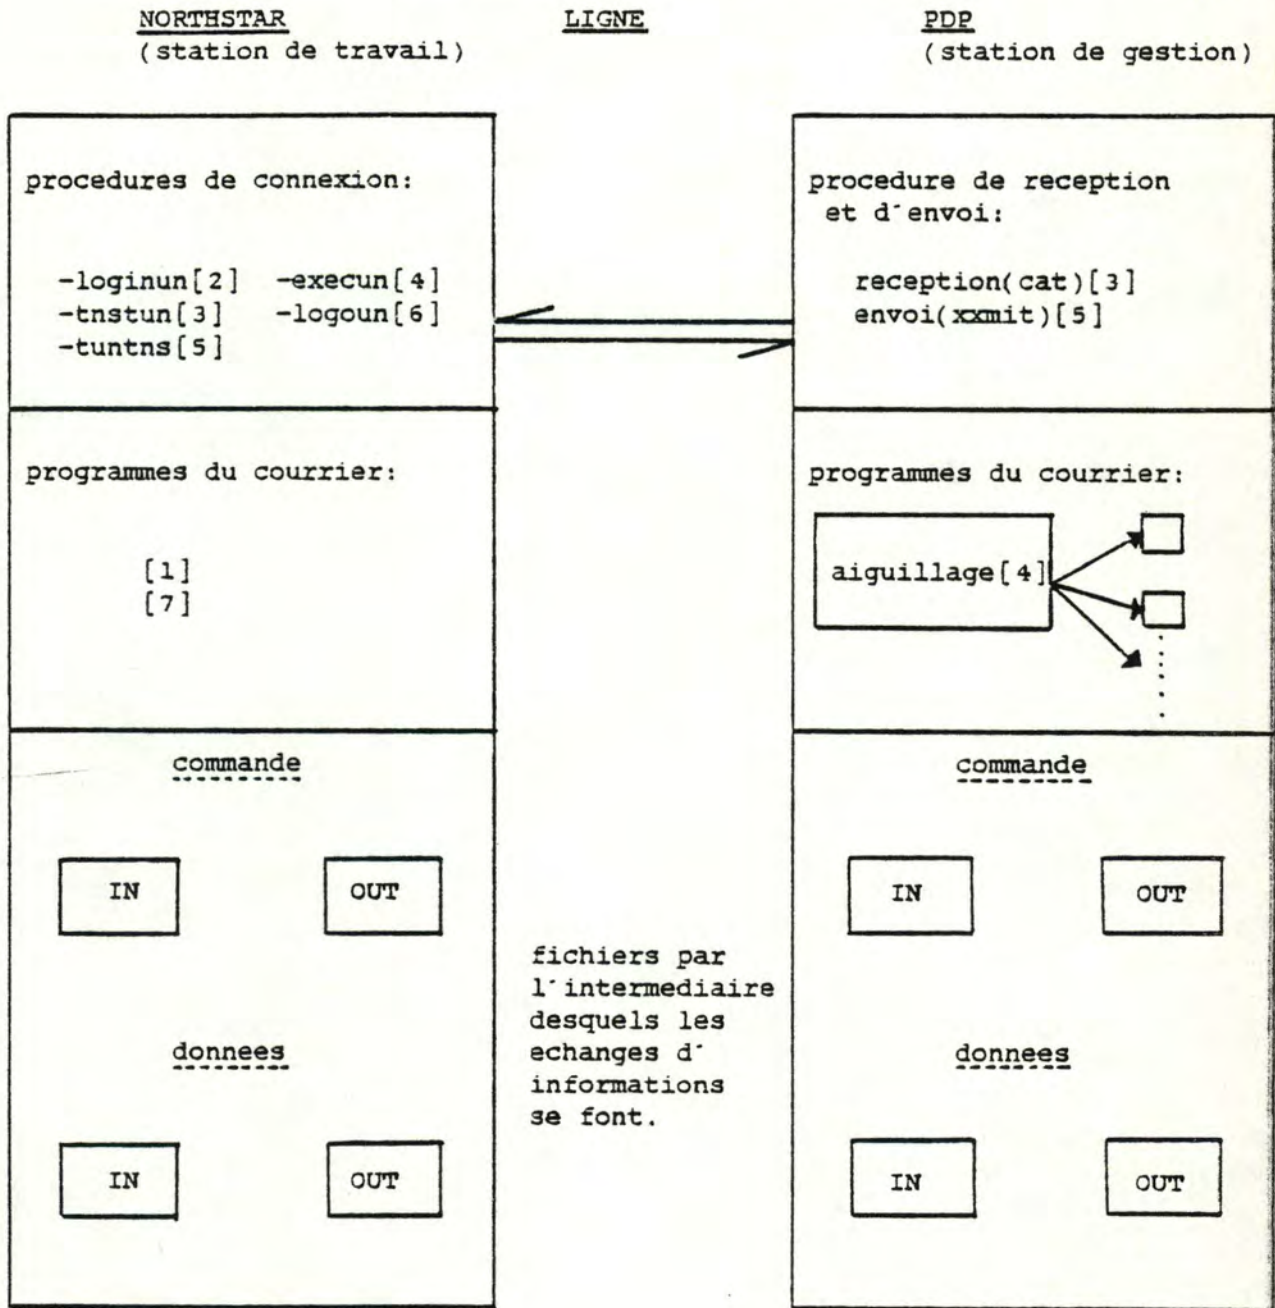 NORTHSTAR
(station de travail)
LIGNE
PDP
(station de gestion)
procedures de connexion:
-loginun[2] -execun[4]
-tnstun[3] -logoun[6]
-tuntns[5]
procedure de reception
et d´envoi:
reception(cat)[3]
envoi(xxmit)[5]
programmes du courrier:
[1]
[7]
programmes du courrier:
aiguillage[4]
commande
IN OUT
donnees
IN OUT
fichiers par
l´intermediaire
desquels les
echanges d´
informations
se font.
commande
IN OUT
donnees
IN OUT